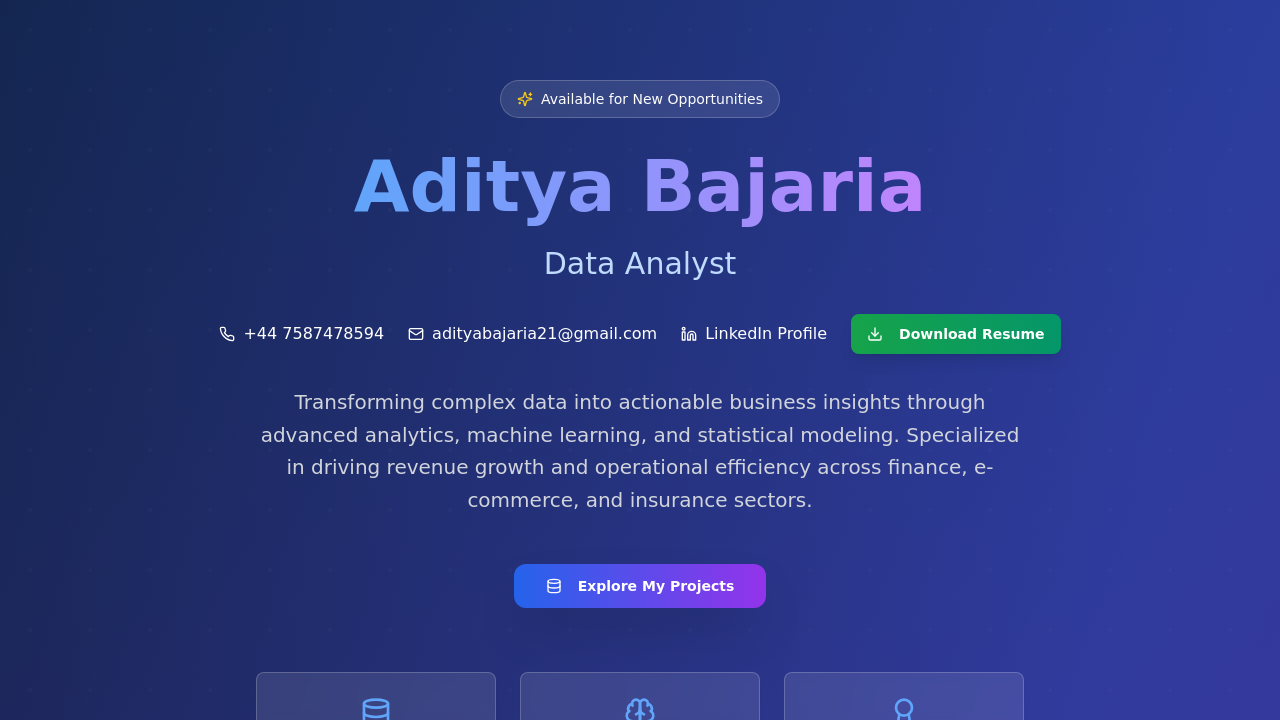 Available for New Opportunities
Aditya Bajaria
Data Analyst
+44 7587478594
adityabajaria21@gmail.com
LinkedIn Profile
Download Resume
Transforming complex data into actionable business insights through
advanced analytics, machine learning, and statistical modeling. Specialized
in driving revenue growth and operational efficiency across finance, e-
commerce, and insurance sectors.
Explore My Projects